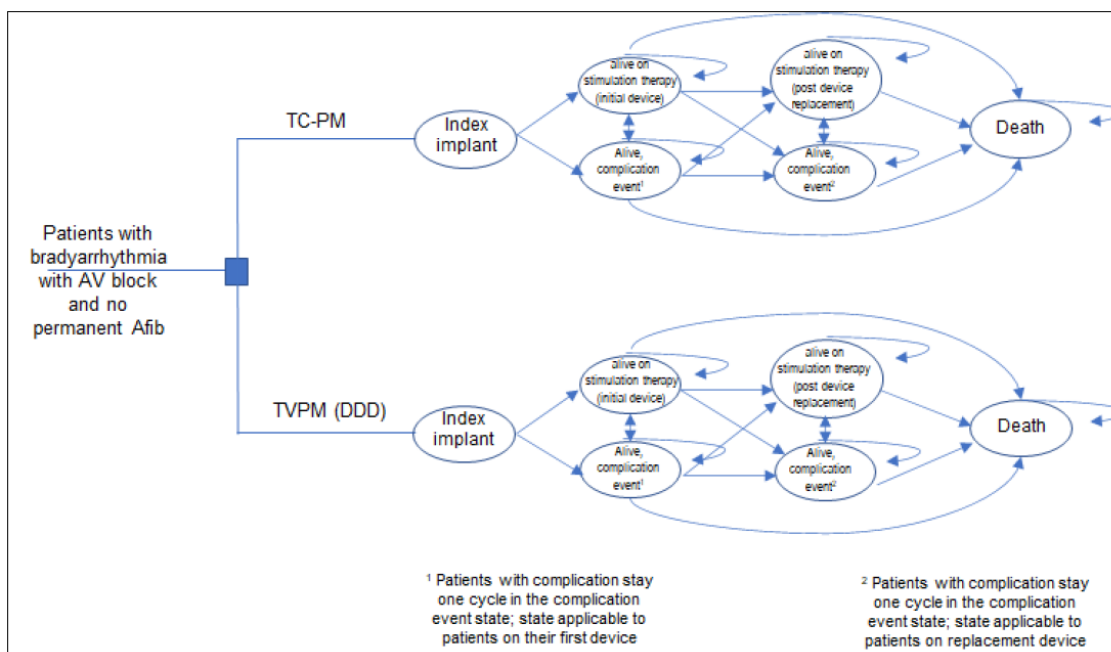 Patients with
bradyarrhythmia
with AV block
and no
permanent Afib
TC-PM
Index
implant
alive on
stimulation therapy
(initial device)
Alive,
complication
event¹
alive on
stimulation therapy
(post device
replacement)
Alive,
complication
event²
Death
TVPM (DDD)
Index
implant
alive on
stimulation therapy
(initial device)
Alive,
complication
event¹
alive on
stimulation therapy
(post device
replacement)
Alive,
complication
event²
Death
¹ Patients with complication stay
one cycle in the complication
event state; state applicable to
patients on their first device
² Patients with complication stay
one cycle in the complication
event state; state applicable to
patients on replacement device